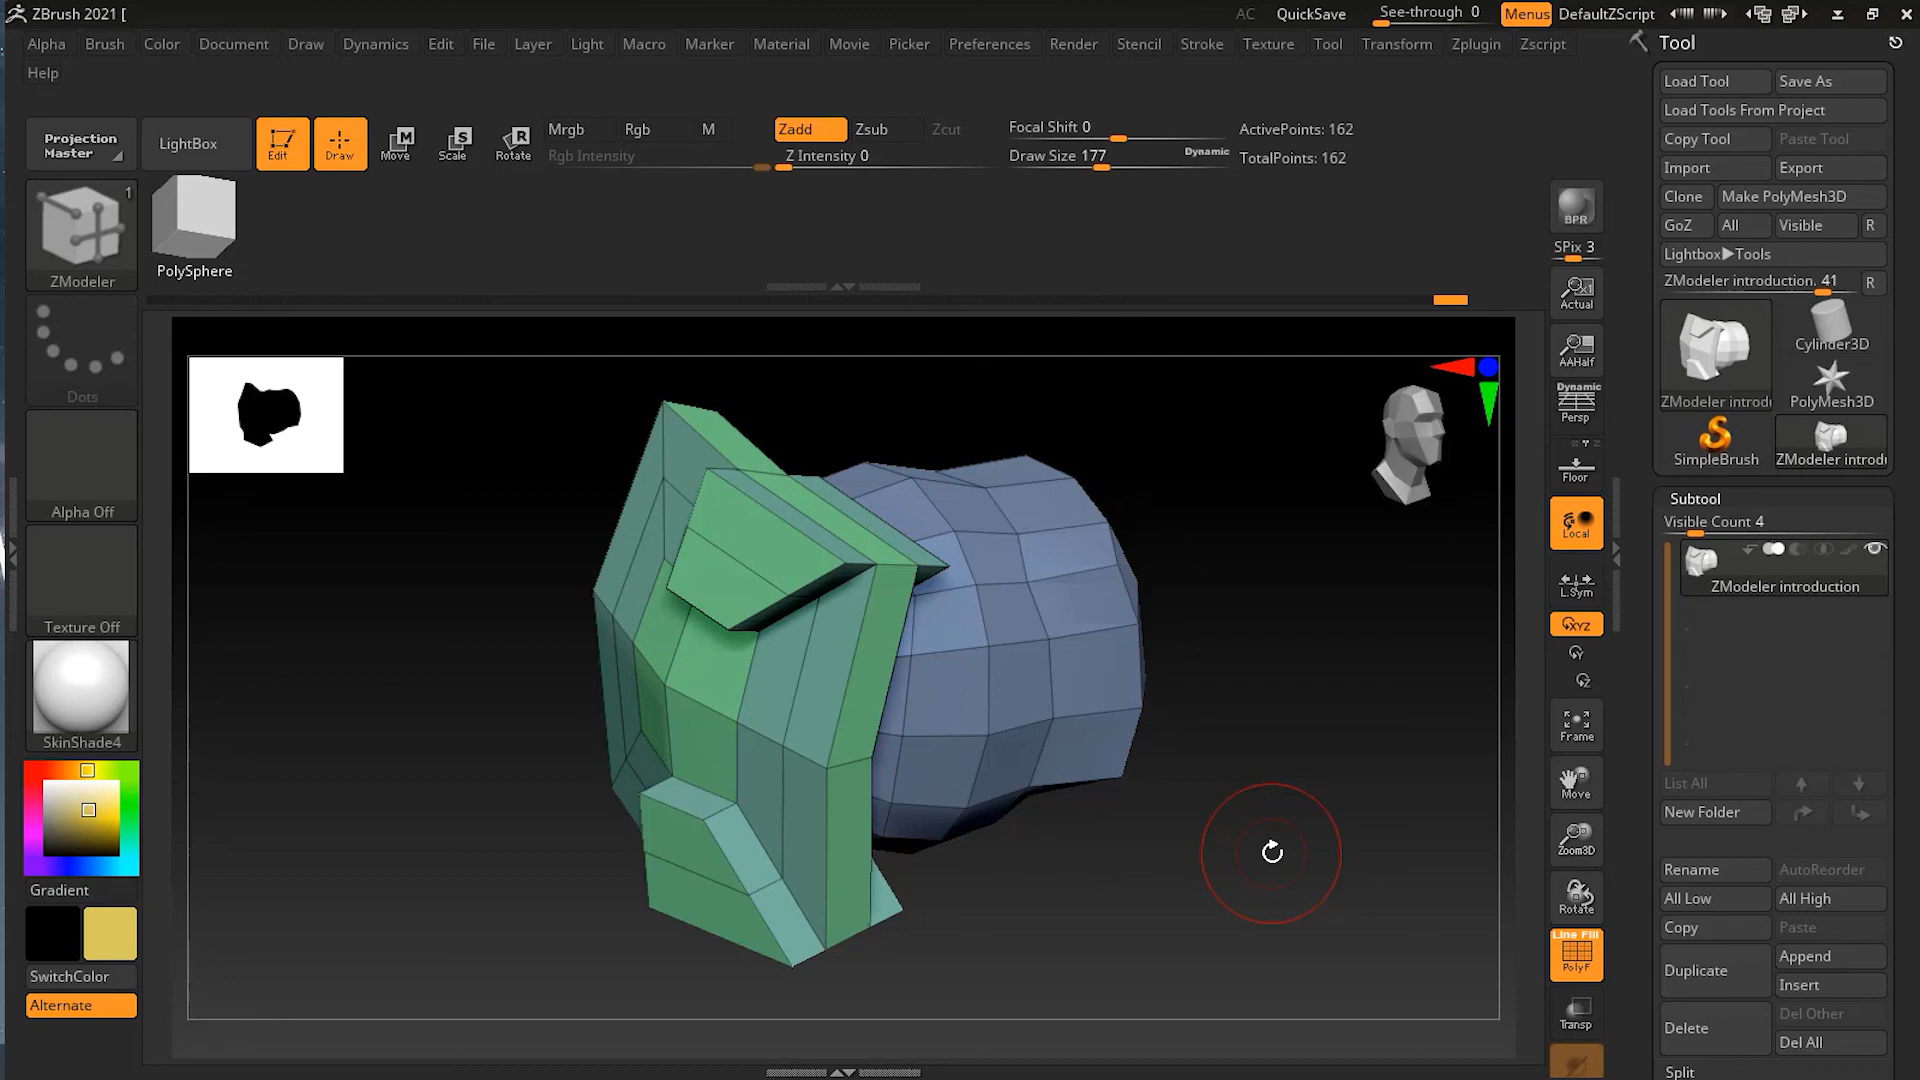 ZBrush 2021 [
AC QuickSave See-through 0 Menus DefaultZScript
Alpha Brush Color Document Draw Dynamics Edit File Layer Light Macro Marker Material Movie Picker Preferences Render Stencil Stroke Texture Tool Transform Zplugin Zscript
Help
Projection
Master
LightBox
Edit
Draw
M
Move
S
Scale
R
Rotate
Mrgb Rgb M
Rgb Intensity
Zadd Zsub Zcut
Z Intensity 0
Focal Shift 0
Draw Size 177
Dynamic
ActivePoints: 162
TotalPoints: 162
1
ZModeler
PolySphere
Dots
Alpha Off
Texture Off
SkinShade4
Gradient
SwitchColor
Alternate
BPR
SPix 3
x1
Actual
AAHalf
Dynamic
Persp
Floor
Local
L.Sym
XYZ
Y
Z
Frame
Move
Zoom3D
Rotate
Line Fill
PolyF
Transp
Tool
Load Tool Save As
Load Tools From Project
Copy Tool Paste Tool
Import Export
Clone Make PolyMesh3D
GoZ All Visible R
Lightbox▶Tools
ZModeler introduction. 41 R
ZModeler introdu
Cylinder3D
PolyMesh3D
SimpleBrush
ZModeler introdu
Subtool
Visible Count 4
ZModeler introduction
List All
New Folder
Rename AutoReorder
All Low All High
Copy Paste
Duplicate Append
Insert
Delete Del Other
Del All
Split